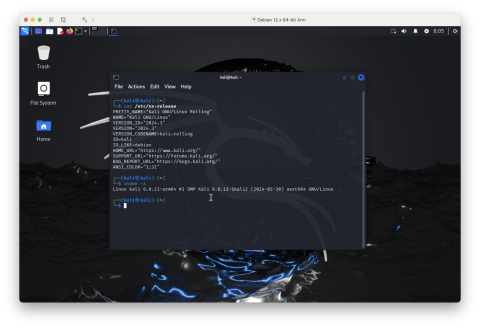 Debian 12.x 64-bit Arm
8:05
Trash
File System
Home
kali@kali: ~
File Actions Edit View Help
┌──(kali㉿kali)-[~]
└─$ cat /etc/os-release
PRETTY_NAME="Kali GNU/Linux Rolling"
NAME="Kali GNU/Linux"
VERSION_ID="2024.3"
VERSION="2024.3"
VERSION_CODENAME=kali-rolling
ID=kali
ID_LIKE=debian
HOME_URL="https://www.kali.org/"
SUPPORT_URL="https://forums.kali.org/"
BUG_REPORT_URL="https://bugs.kali.org/"
ANSI_COLOR="1;31"
┌──(kali㉿kali)-[~]
└─$ uname -a
Linux kali 6.8.11-arm64 #1 SMP Kali 6.8.11-1kali2 (2024-05-30) aarch64 GNU/Linux
┌──(kali㉿kali)-[~]
└─$